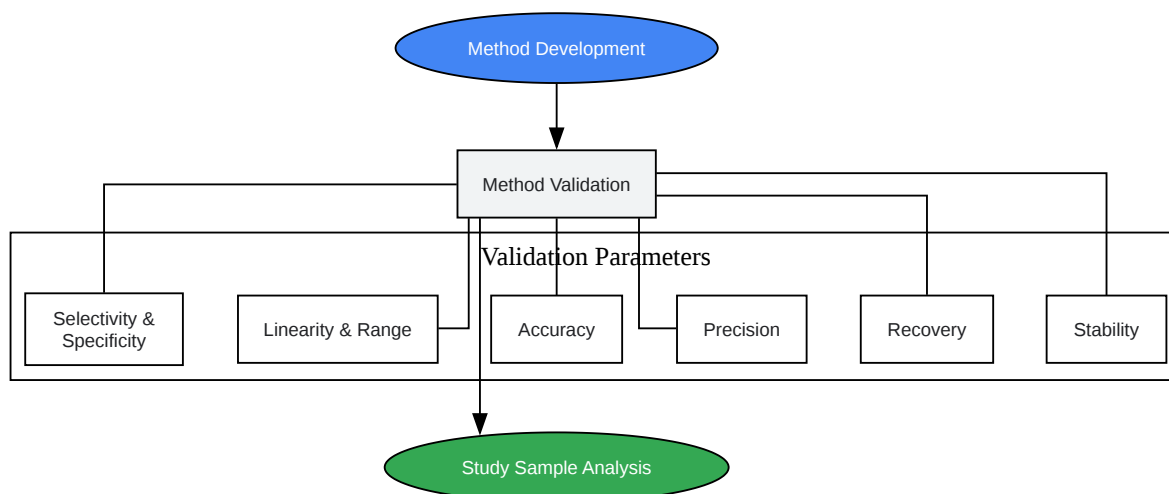 Method Development
Method Validation
Validation Parameters
Selectivity &
Specificity
Linearity & Range
Accuracy
Precision
Recovery
Stability
Study Sample Analysis